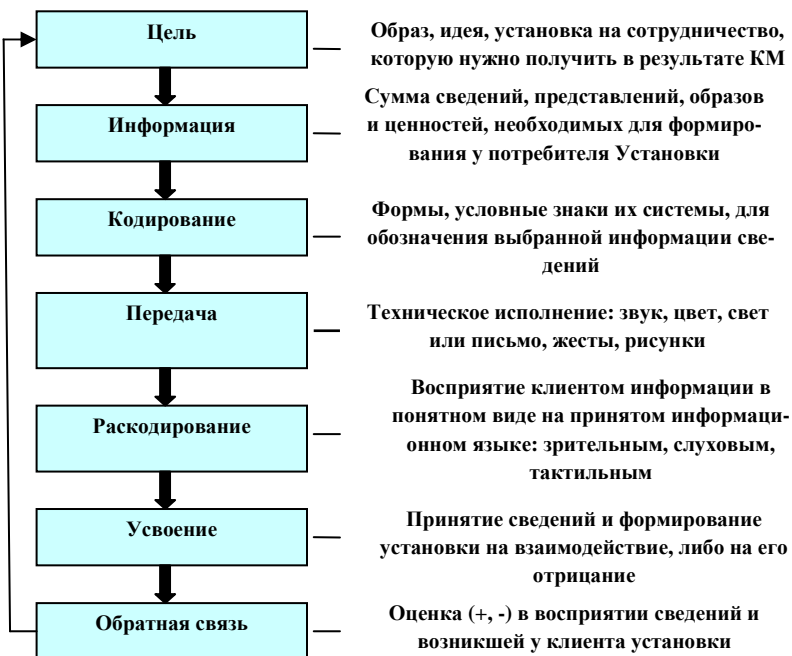 Цель
Образ, идея, установка на сотрудничество,
которую нужно получить в результате КМ
Информация
Сумма сведений, представлений, образов
и ценностей, необходимых для формиро-
вания у потребителя Установки
Кодирование
Формы, условные знаки их системы, для
обозначения выбранной информации све-
дений
Передача
Техническое исполнение: звук, цвет, свет
или письмо, жесты, рисунки
Раскодирование
Восприятие клиентом информации в
понятном виде на принятом информаци-
онном языке: зрительным, слуховым,
тактильным
Усвоение
Принятие сведений и формирование
установки на взаимодействие, либо на его
отрицание
Обратная связь
Оценка (+, -) в восприятии сведений и
возникшей у клиента установки